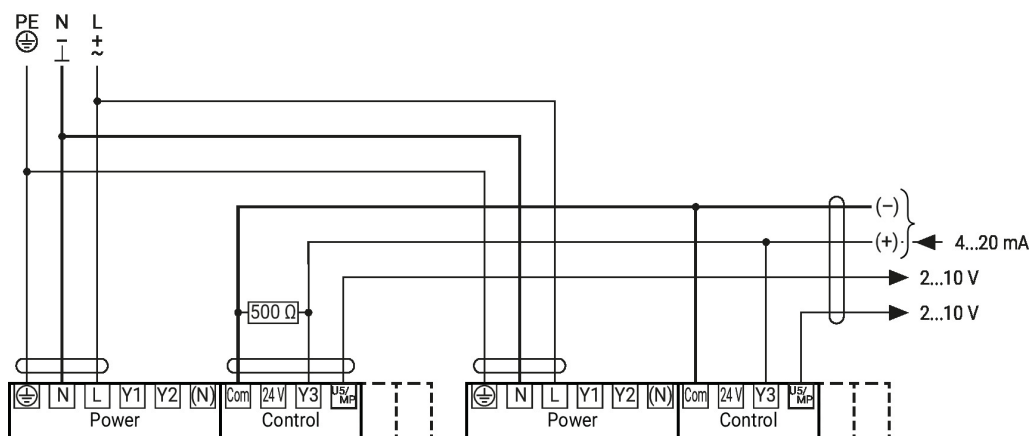 PE N L
− +
⊥ ~
(−)
(+) 4...20 mA
2...10 V
500 Ω 2...10 V
N L Y1 Y2 (N) Com 24 V Y3 U5/MP N L Y1 Y2 (N) Com 24 V Y3 U5/MP
Power Control Power Control